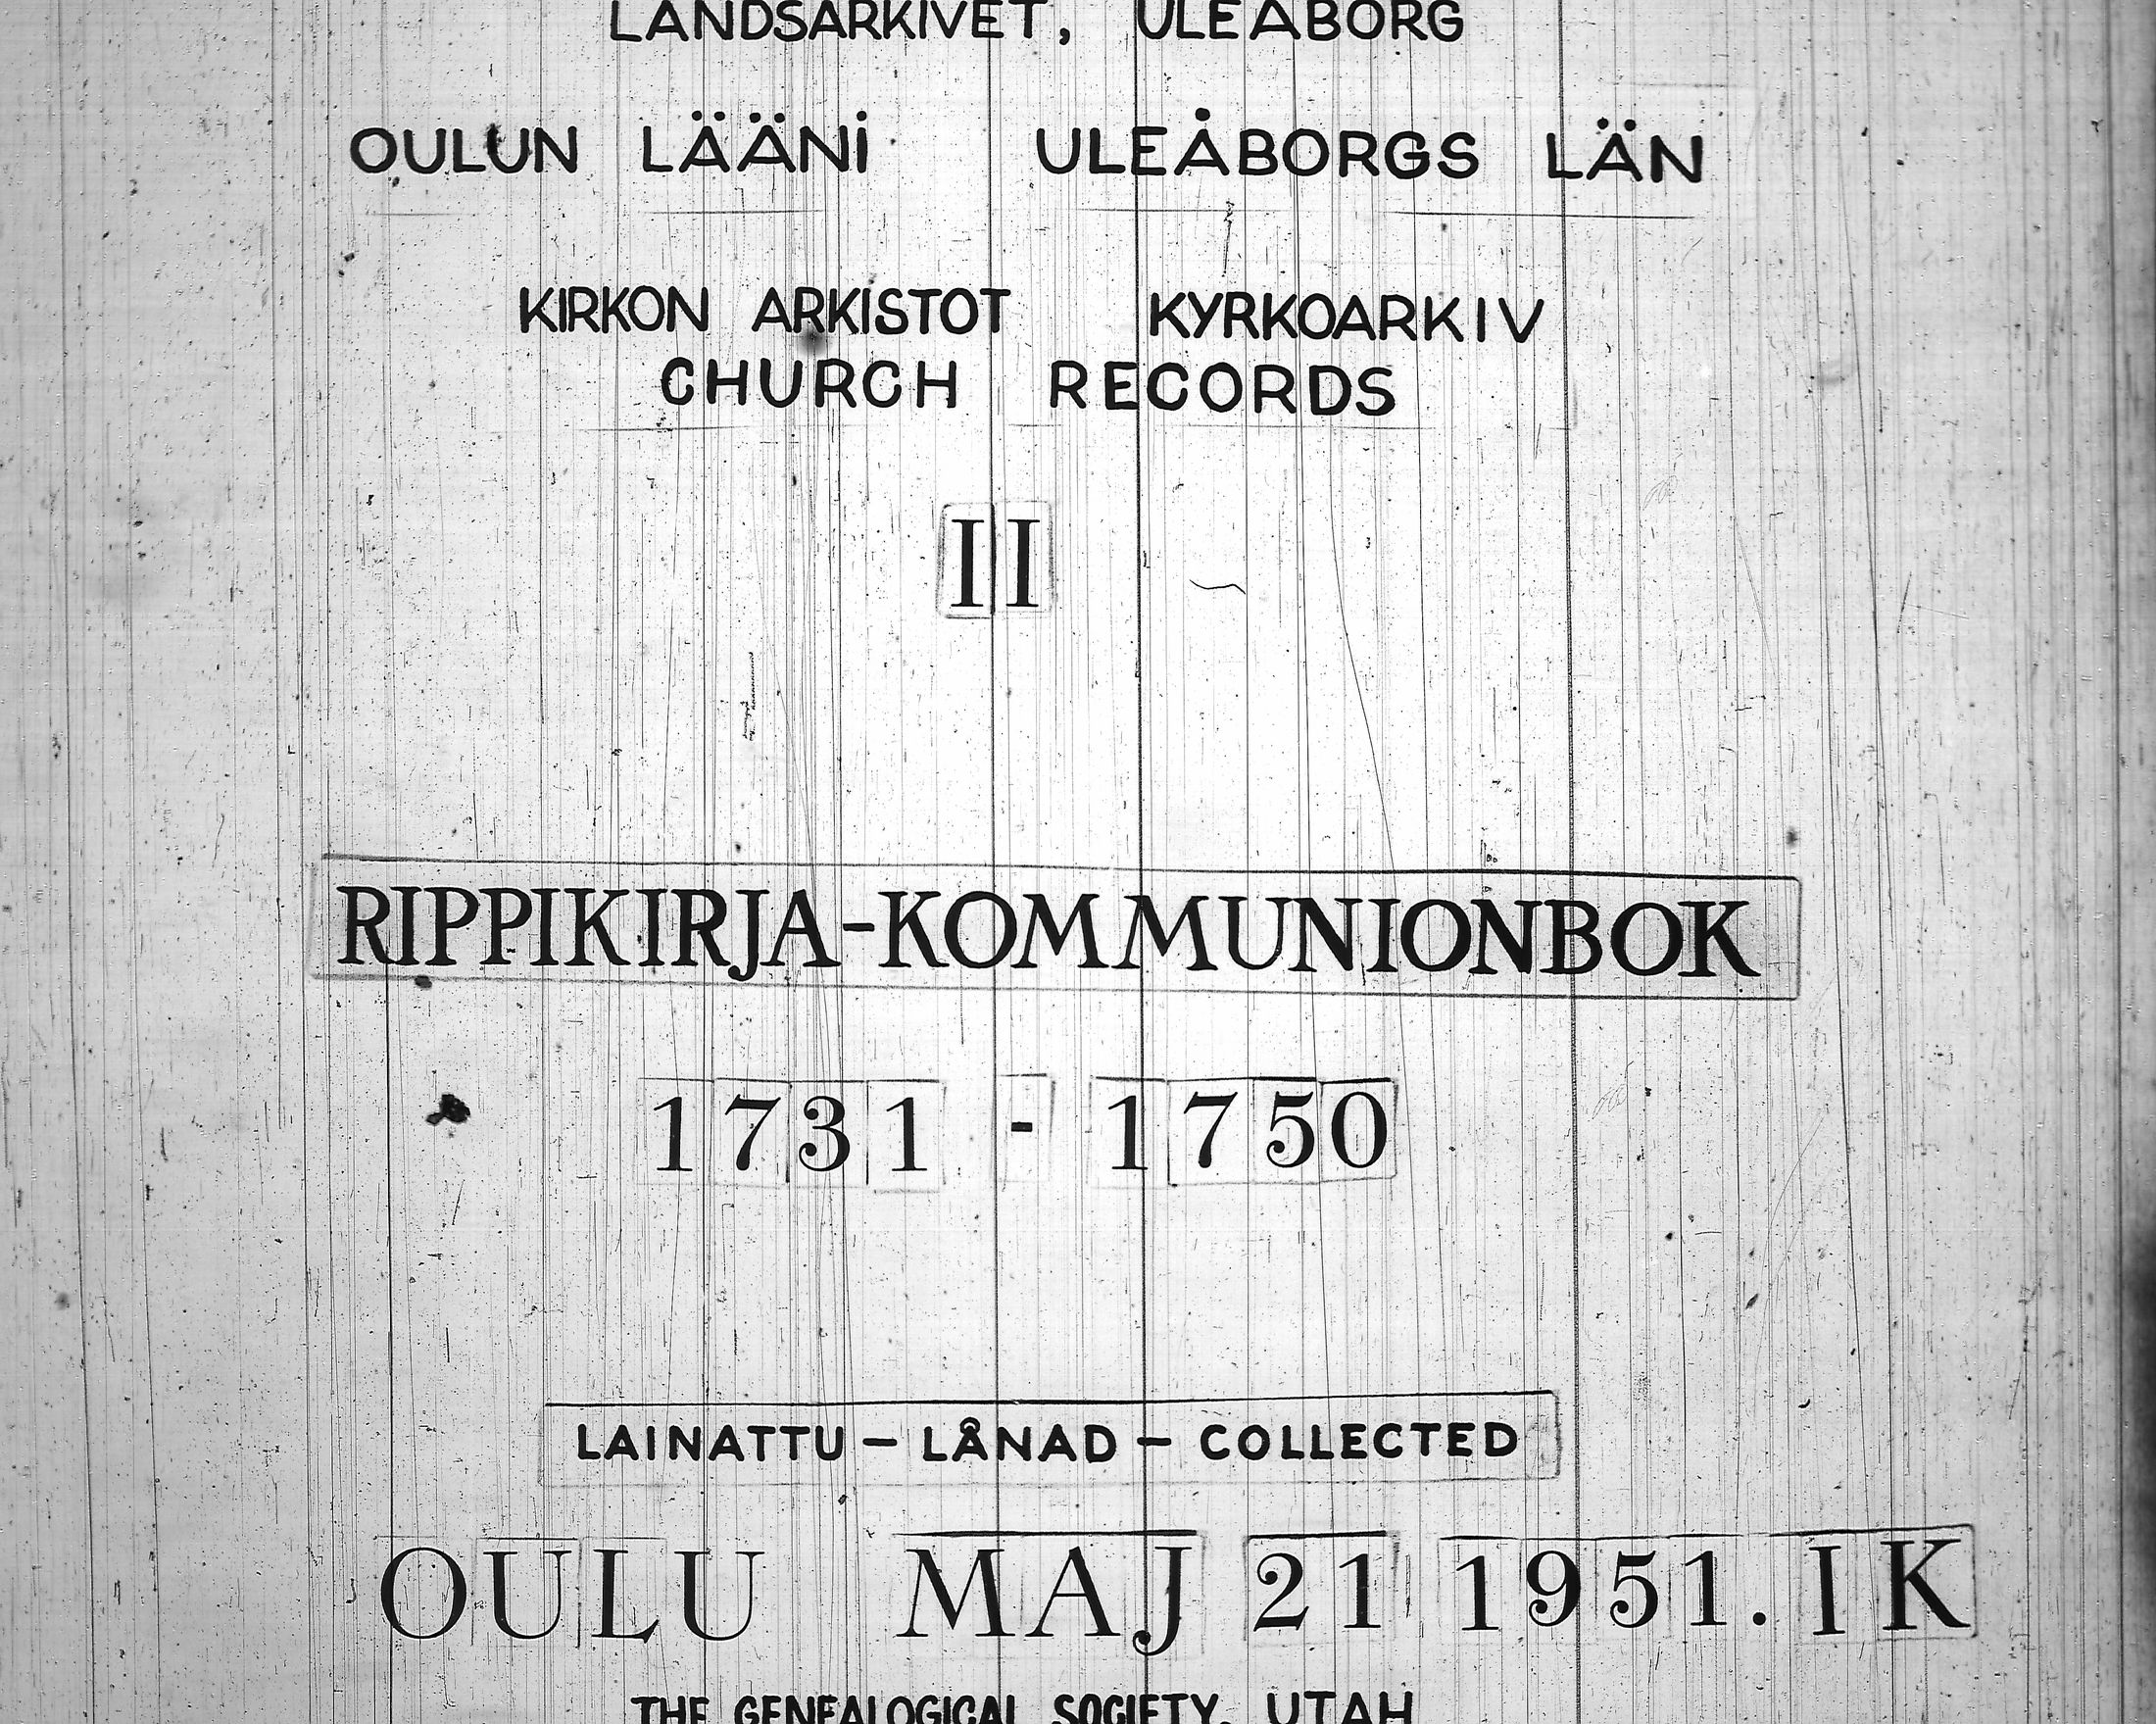 LANDSARKIVET, ULEÅBORG
OULUN LÄÄNI ULEÅBORGS LÄN
KIRKON ARKISTOT KYRKOARKIV
CHURCH RECORDS
II
RIPPIKIRJA-KOMMUNIONBOK
1731 - 1750
LAINATTU - LÅNAD - COLLECTED
OULU MAJ 21 1951. IK
THE GENEALOGICAL SOCIETY, UTAH